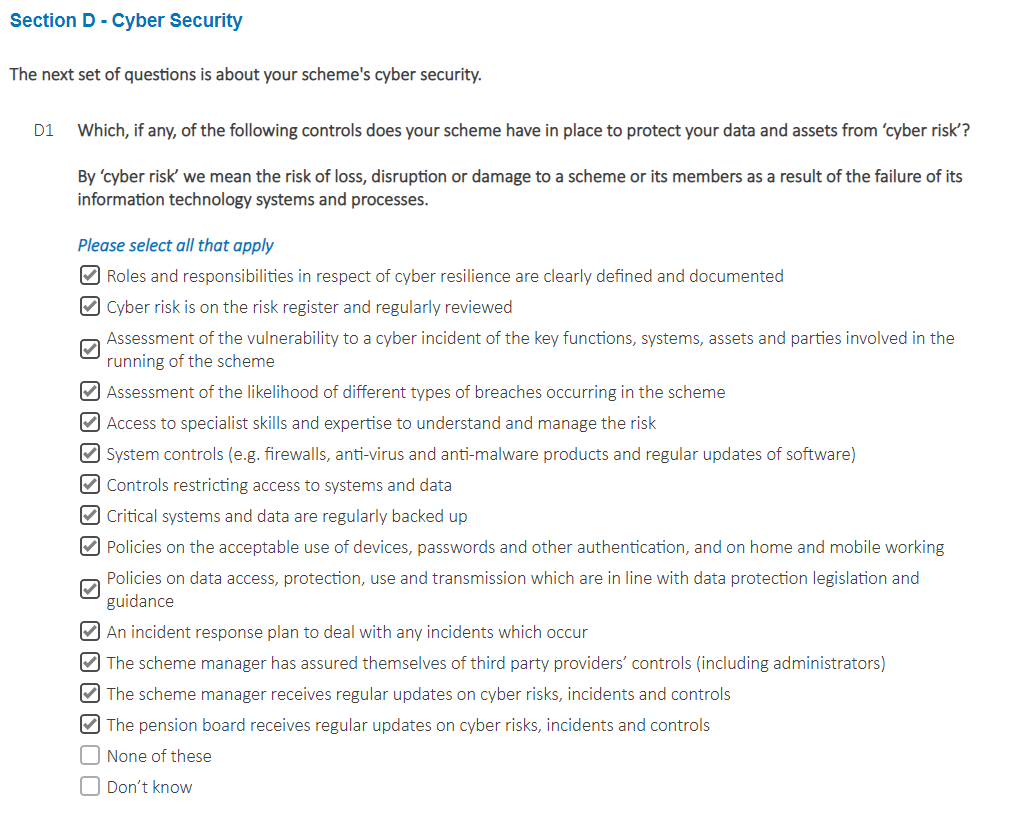 Section D - Cyber Security
The next set of questions is about your scheme's cyber security.
D1 Which, if any, of the following controls does your scheme have in place to protect your data and assets from ‘cyber risk’?
By ‘cyber risk’ we mean the risk of loss, disruption or damage to a scheme or its members as a result of the failure of its
information technology systems and processes.
Please select all that apply
Roles and responsibilities in respect of cyber resilience are clearly defined and documented
Cyber risk is on the risk register and regularly reviewed
Assessment of the vulnerability to a cyber incident of the key functions, systems, assets and parties involved in the
running of the scheme
Assessment of the likelihood of different types of breaches occurring in the scheme
Access to specialist skills and expertise to understand and manage the risk
System controls (e.g. firewalls, anti-virus and anti-malware products and regular updates of software)
Controls restricting access to systems and data
Critical systems and data are regularly backed up
Policies on the acceptable use of devices, passwords and other authentication, and on home and mobile working
Policies on data access, protection, use and transmission which are in line with data protection legislation and
guidance
An incident response plan to deal with any incidents which occur
The scheme manager has assured themselves of third party providers’ controls (including administrators)
The scheme manager receives regular updates on cyber risks, incidents and controls
The pension board receives regular updates on cyber risks, incidents and controls
None of these
Don’t know